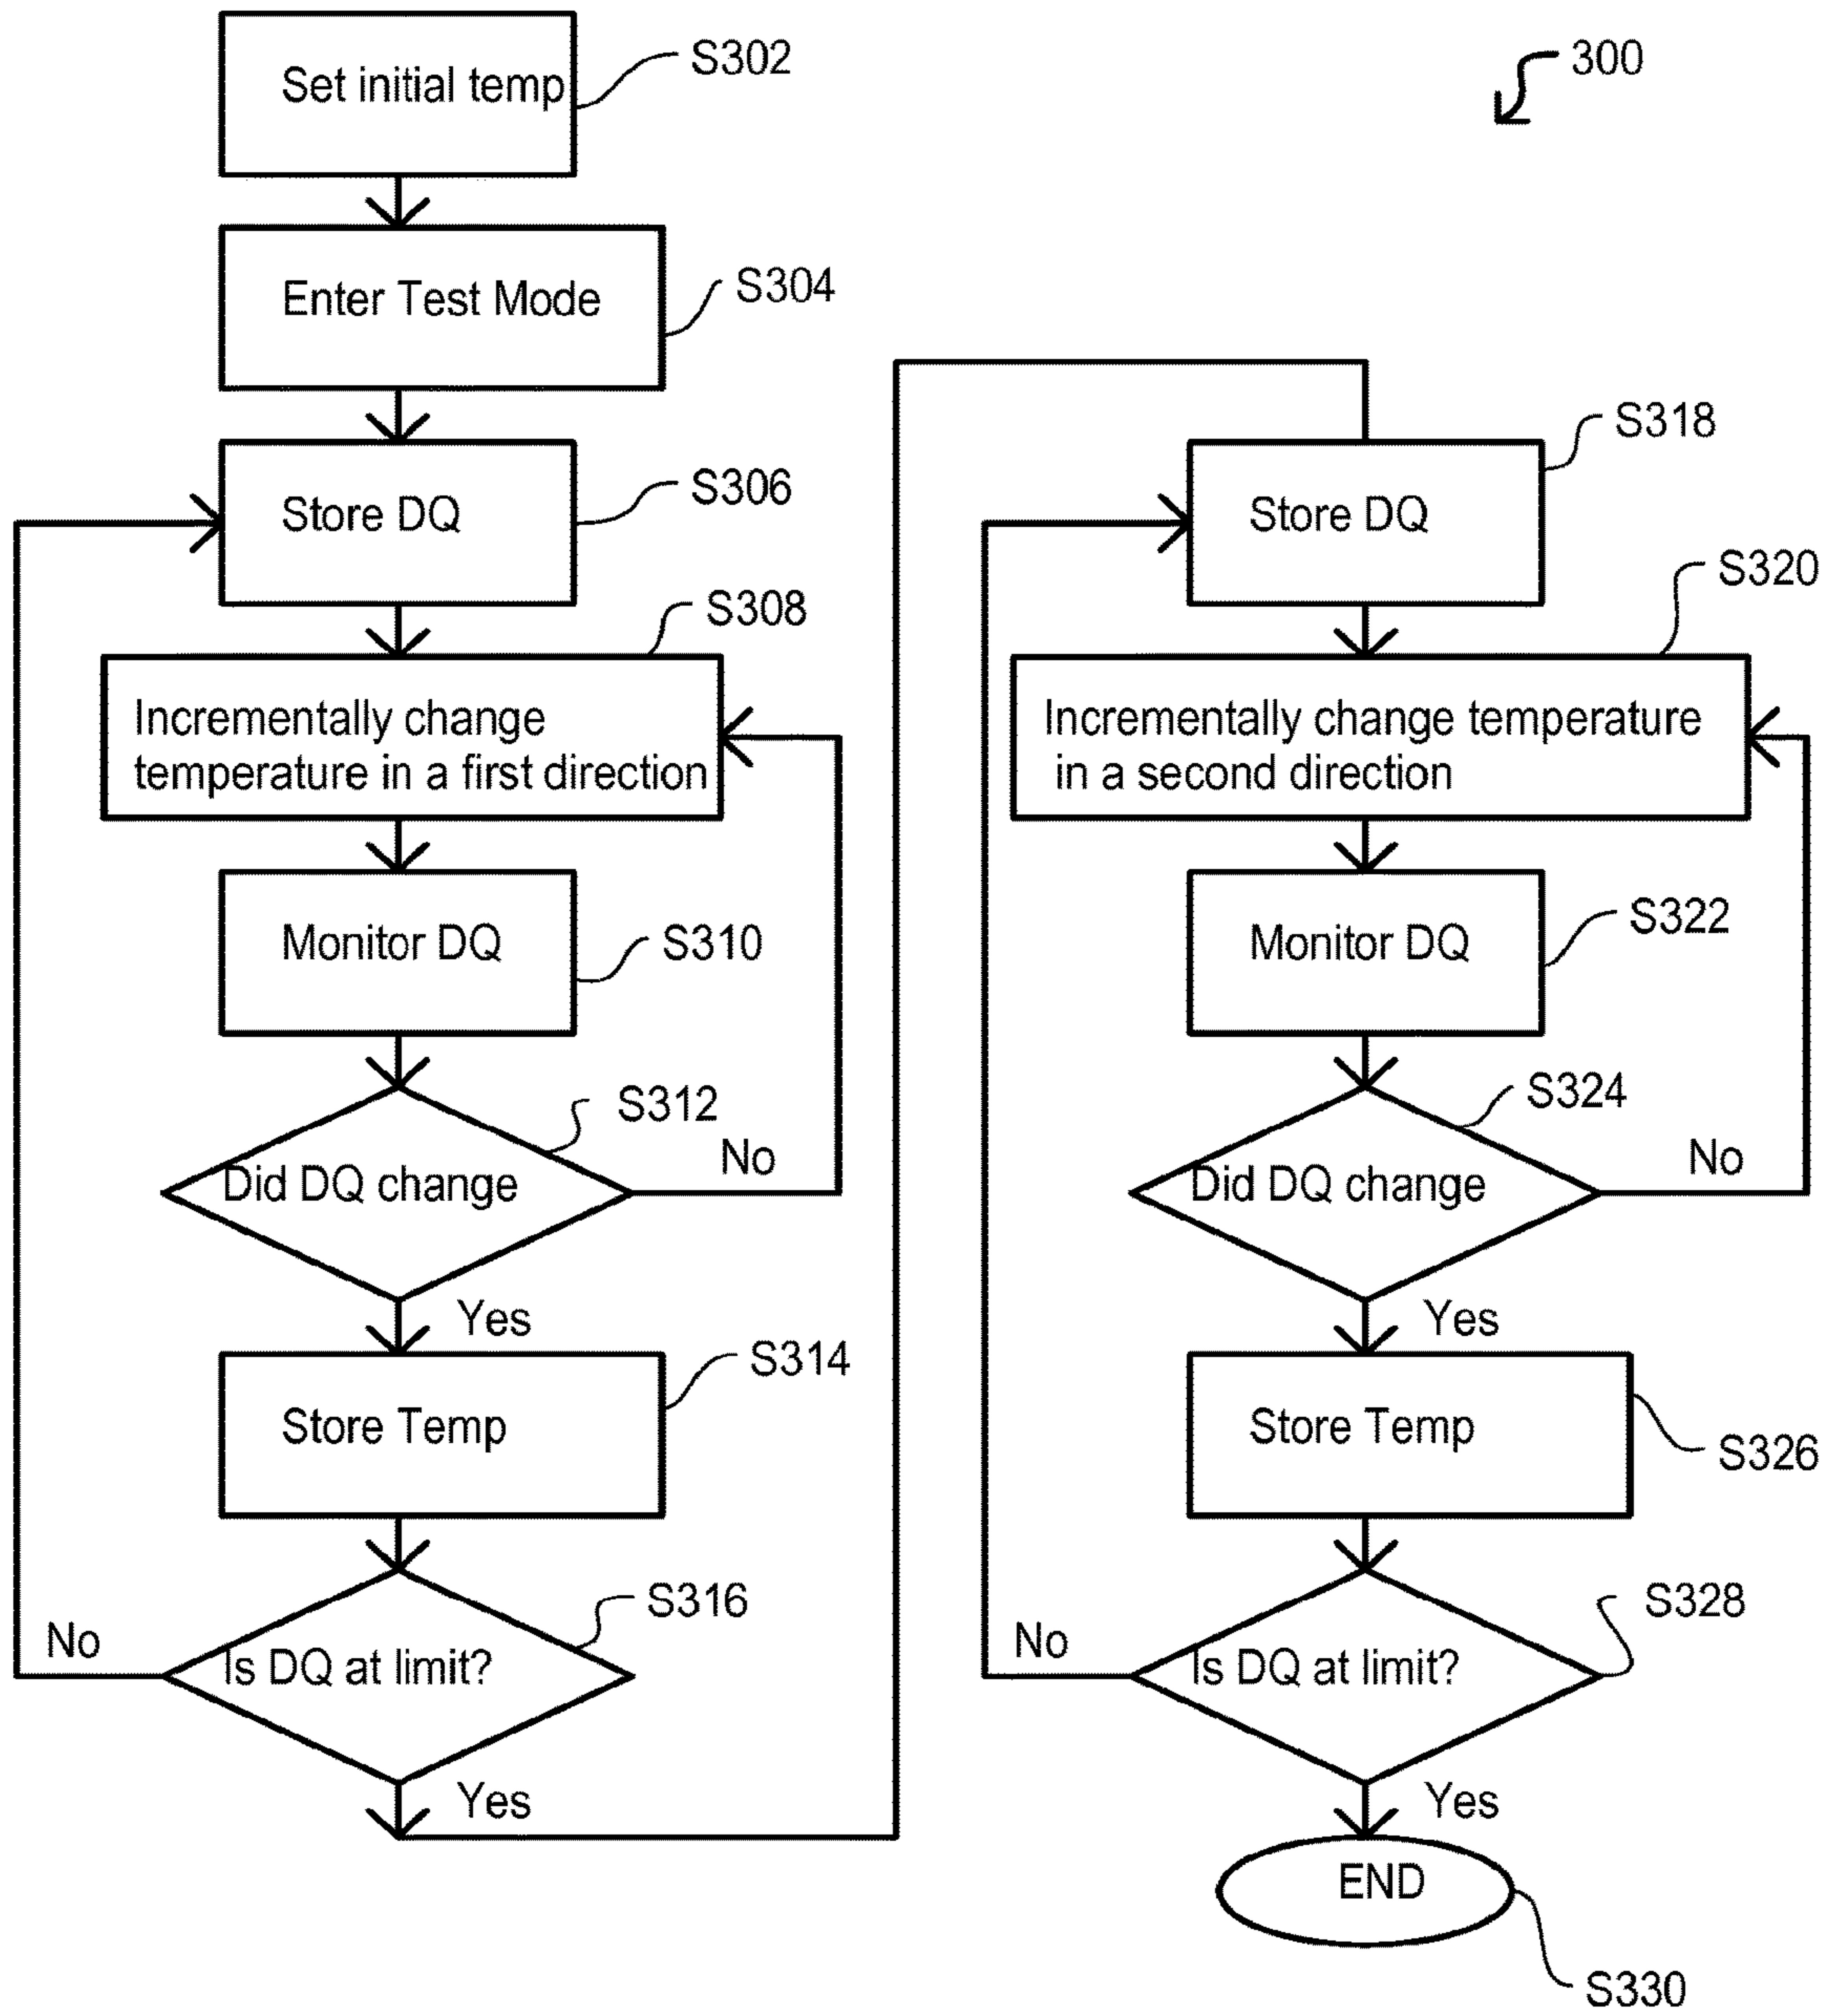 Set initial temp
S302
300
Enter Test Mode
S304
Store DQ
S306
S308
Incrementally change
temperature in a first direction
Monitor DQ
S310
S312
Did DQ change
No
Yes
Store Temp
S314
S316
Is DQ at limit?
No
Yes
S318
Store DQ
S320
Incrementally change temperature
in a second direction
Monitor DQ
S322
S324
Did DQ change
No
Yes
Store Temp
S326
S328
Is DQ at limit?
No
Yes
END
S330